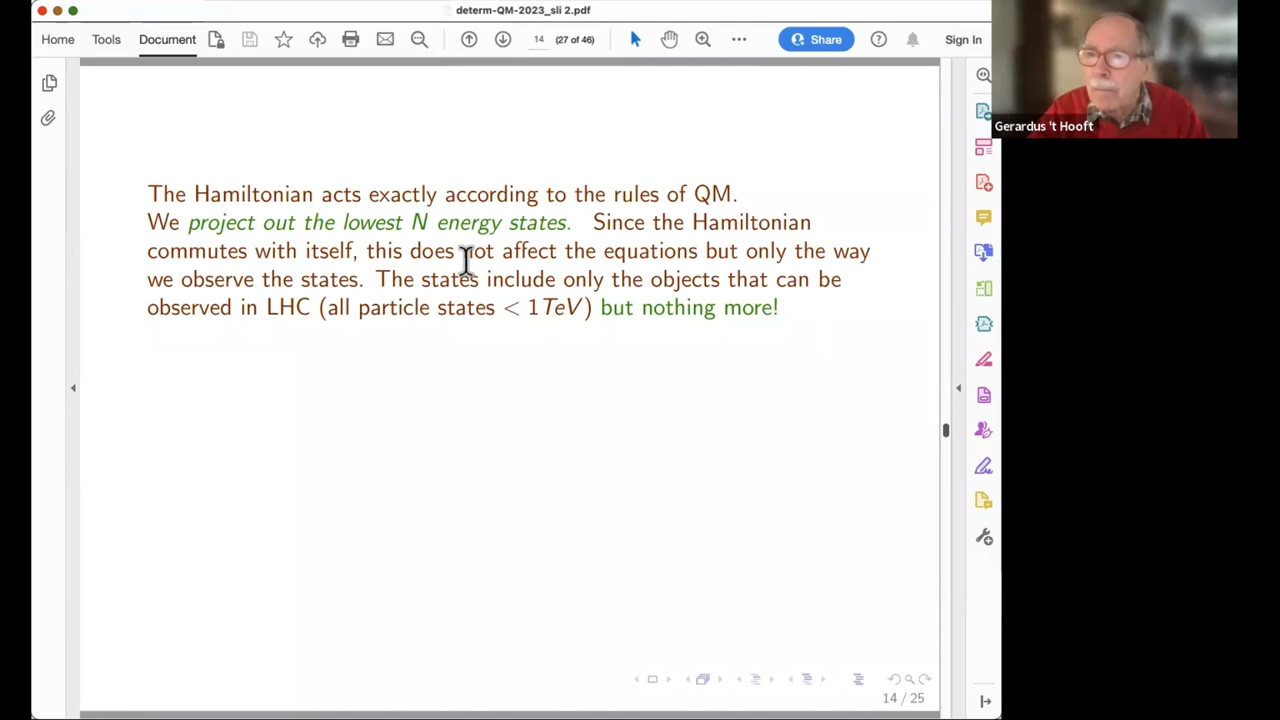 determ-QM-2023_sli 2.pdf
Home Tools Document 14 (27 of 46) Share Sign In
Gerardus 't Hooft
The Hamiltonian acts exactly according to the rules of QM.
We project out the lowest N energy states. Since the Hamiltonian
commutes with itself, this does not affect the equations but only the way
we observe the states. The states include only the objects that can be
observed in LHC (all particle states < 1 TeV) but nothing more!
14 / 25